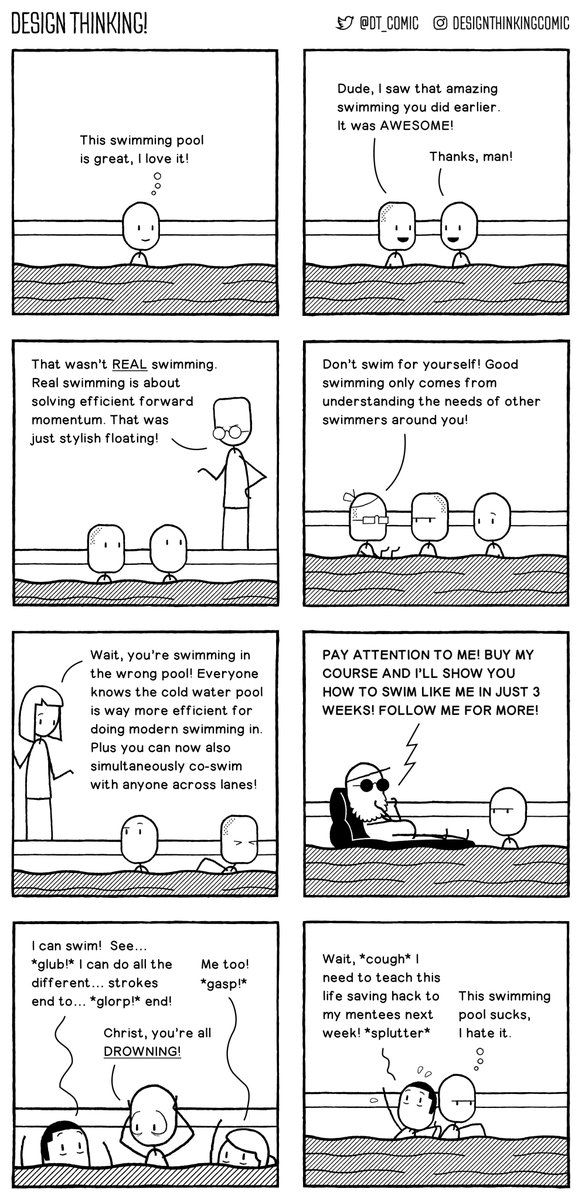 DESIGN THINKING!
@DT_COMIC
DESIGNTHINKINGCOMIC
This swimming pool
is great, I love it!
Dude, I saw that amazing
swimming you did earlier.
It was AWESOME!
Thanks, man!
That wasn't REAL swimming.
Real swimming is about
solving efficient forward
momentum. That was
just stylish floating!
Don't swim for yourself! Good
swimming only comes from
understanding the needs of other
swimmers around you!
Wait, you're swimming in
the wrong pool! Everyone
knows the cold water pool
is way more efficient for
doing modern swimming in.
Plus you can now also
simultaneously co-swim
with anyone across lanes!
PAY ATTENTION TO ME! BUY MY
COURSE AND I'LL SHOW YOU
HOW TO SWIM LIKE ME IN JUST 3
WEEKS! FOLLOW ME FOR MORE!
I can swim! See...
*glub!* I can do all the
different... strokes
end to... *glorp!* end!
Me too!
*gasp!*
Christ, you're all
DROWNING!
Wait, *cough* I
need to teach this
life saving hack to
my mentees next
week! *splutter*
This swimming
pool sucks,
I hate it.